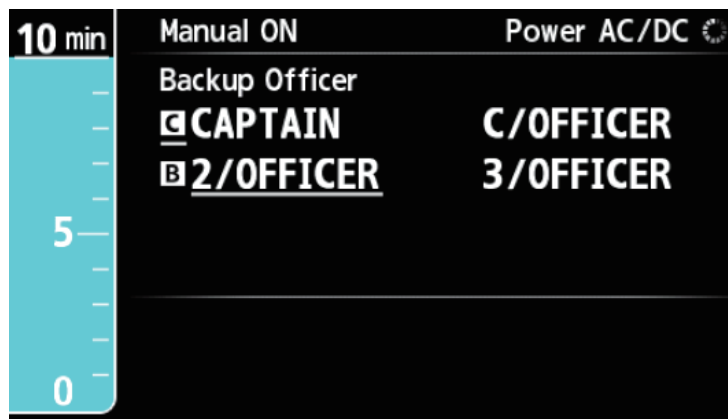 10 min Manual ON Power AC/DC
Backup Officer
C CAPTAIN C/OFFICER
B 2/OFFICER 3/OFFICER
5
0